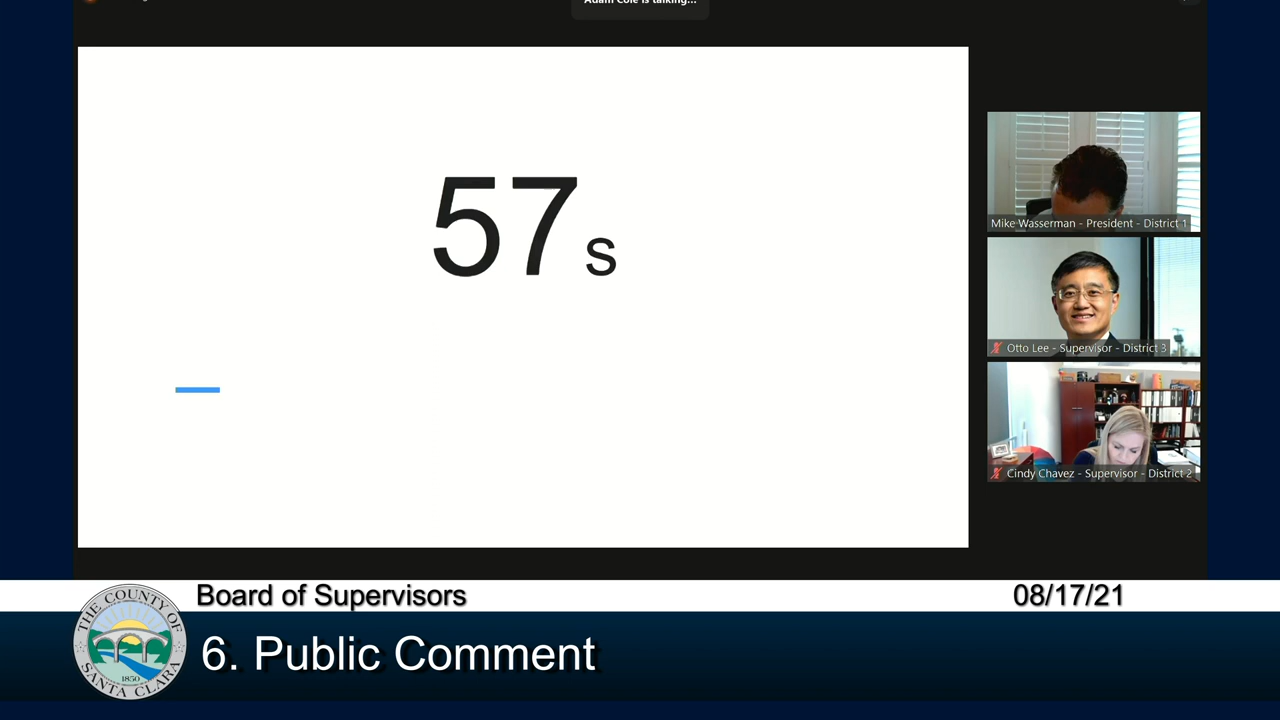 Adam Cole is talking...
57s
Mike Wasserman - President - District 1
Otto Lee - Supervisor - District 3
Cindy Chavez - Supervisor - District 2
Board of Supervisors
08/17/21
THE COUNTY OF
SANTA CLARA
1850
6. Public Comment